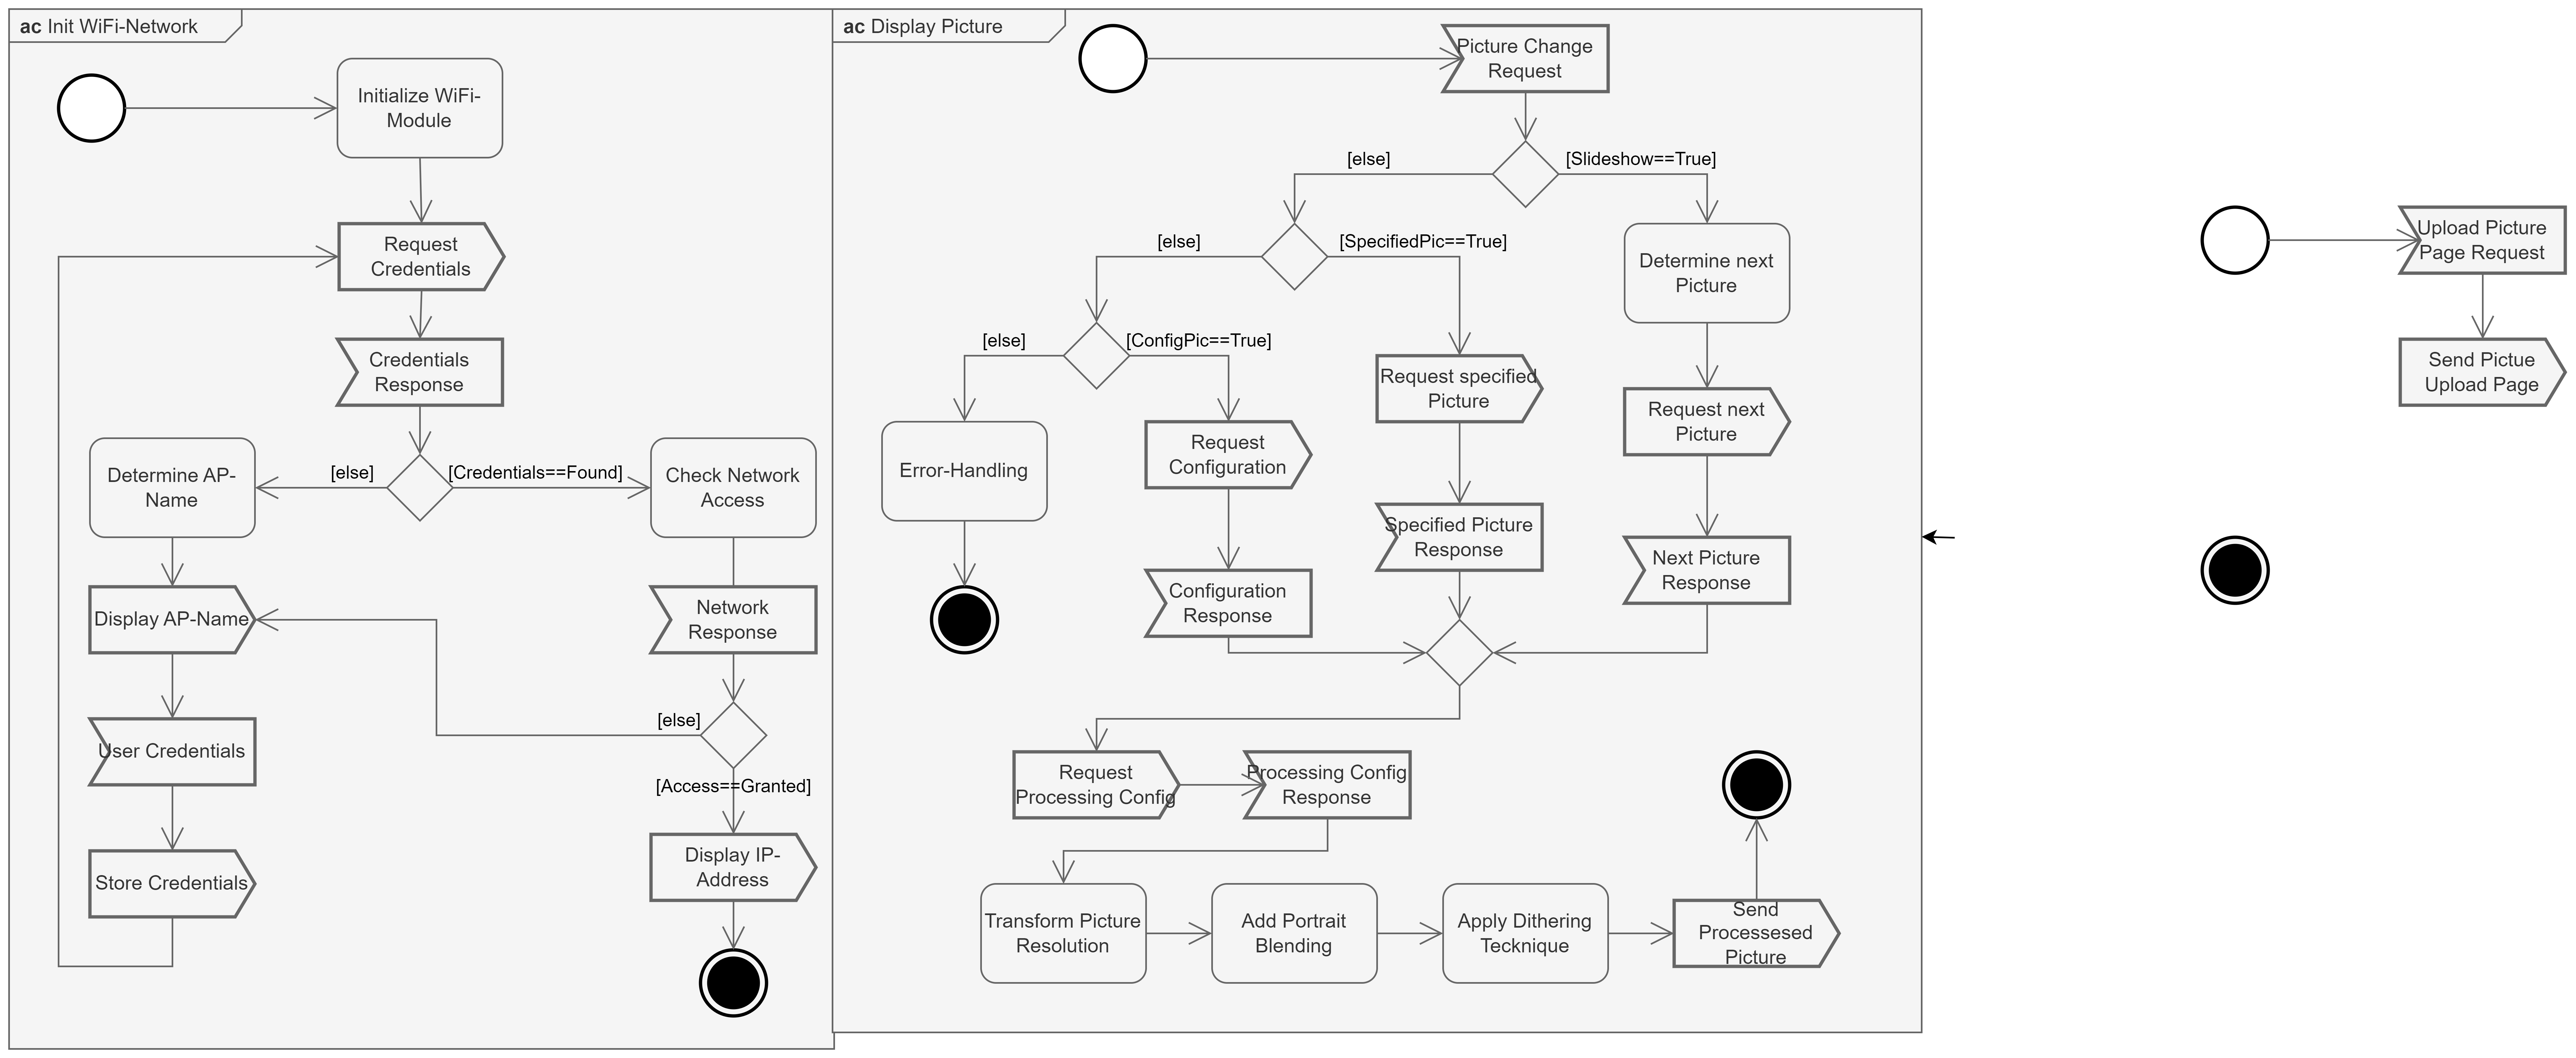 ac Init WiFi-Network
Initialize WiFi-
Module
Request
Credentials
Credentials
Response
[else]
[Credentials==Found]
Determine AP-
Name
Check Network
Access
Display AP-Name
Network
Response
[else]
User Credentials
[Access==Granted]
Store Credentials
Display IP-
Address
ac Display Picture
Picture Change
Request
[else]
[Slideshow==True]
[else]
[SpecifiedPic==True]
Determine next
Picture
[else]
[ConfigPic==True]
Request specified
Picture
Request next
Picture
Error-Handling
Request
Configuration
Specified Picture
Response
Next Picture
Response
Configuration
Response
Request
Processing Config
Processing Config
Response
Transform Picture
Resolution
Add Portrait
Blending
Apply Dithering
Tecknique
Send
Processesed
Picture
Upload Picture
Page Request
Send Pictue
Upload Page